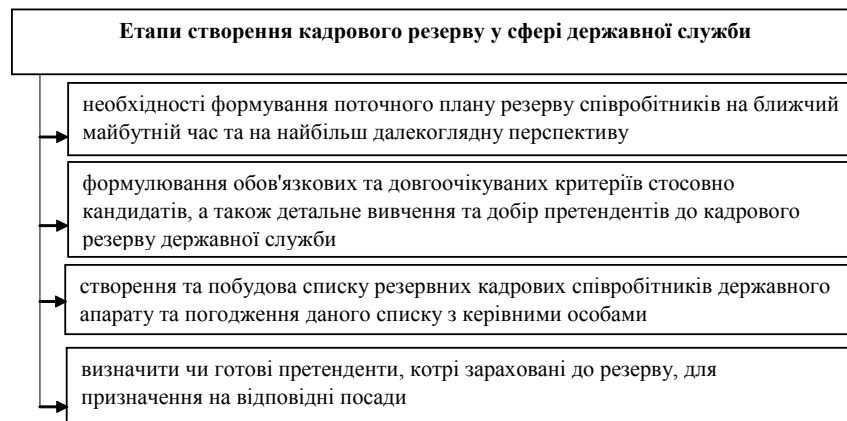 Етапи створення кадрового резерву у сфері державної служби
необхідності формування поточного плану резерву співробітників на ближчий
майбутній час та на найбільш далекоглядну перспективу
формулювання обов'язкових та довгоочікуваних критеріїв стосовно
кандидатів, а також детальне вивчення та добір претендентів до кадрового
резерву державної служби
створення та побудова списку резервних кадрових співробітників державного
апарату та погодження даного списку з керівними особами
визначити чи готові претенденти, котрі зараховані до резерву, для
призначення на відповідні посади